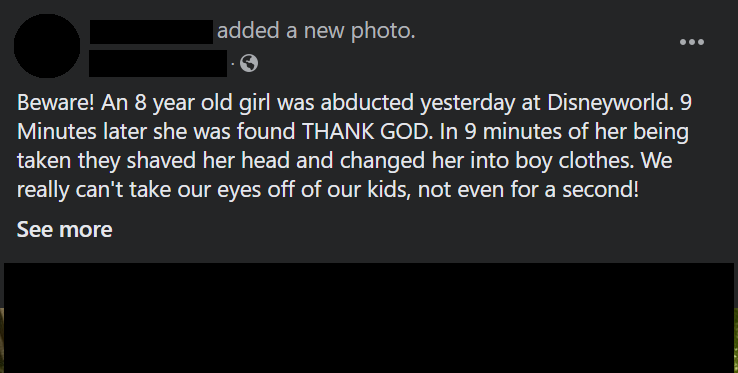 added a new photo.
Beware! An 8 year old girl was abducted yesterday at Disneyworld. 9
Minutes later she was found THANK GOD. In 9 minutes of her being
taken they shaved her head and changed her into boy clothes. We
really can't take our eyes off of our kids, not even for a second!
See more